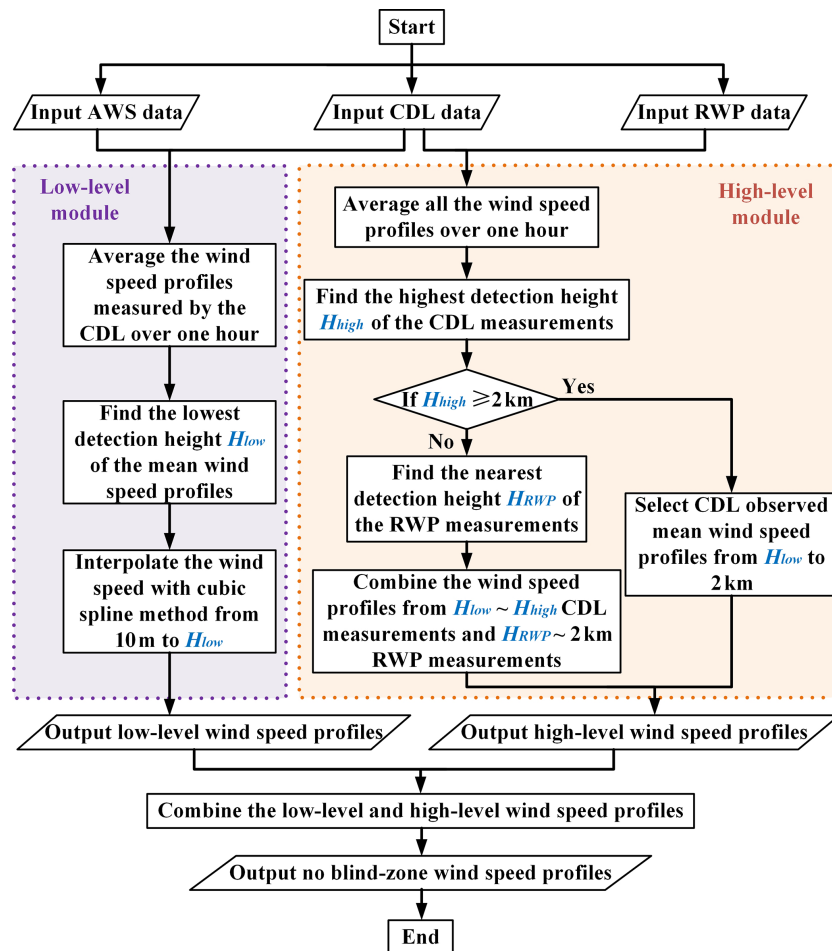 Start
Input AWS data
Input CDL data
Input RWP data
Low-level
module
Average the wind
speed profiles
measured by the
CDL over one hour
Find the lowest
detection height Hlow
of the mean wind
speed profiles
Interpolate the wind
speed with cubic
spline method from
10m to Hlow
High-level
module
Average all the wind speed
profiles over one hour
Find the highest detection height
Hhigh of the CDL measurements
If Hhigh ⩾2km
Yes
No
Find the nearest
detection height HRWP of
the RWP measurements
Combine the wind speed
profiles from Hlow ~ Hhigh CDL
measurements and HRWP ~ 2km
RWP measurements
Select CDL observed
mean wind speed
profiles from Hlow to
2km
Output low-level wind speed profiles
Output high-level wind speed profiles
Combine the low-level and high-level wind speed profiles
Output no blind-zone wind speed profiles
End